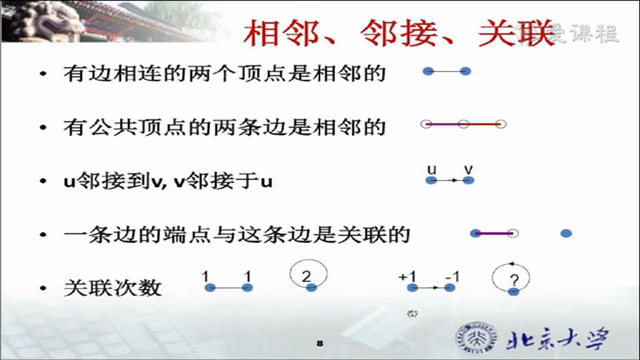 相邻、邻接、关联
爱课程
• 有边相连的两个顶点是相邻的
• 有公共顶点的两条边是相邻的
• u邻接到v, v邻接于u
u v
• 一条边的端点与这条边是关联的
• 关联次数
1 1 2 +1 -1 ?
8
北京大学